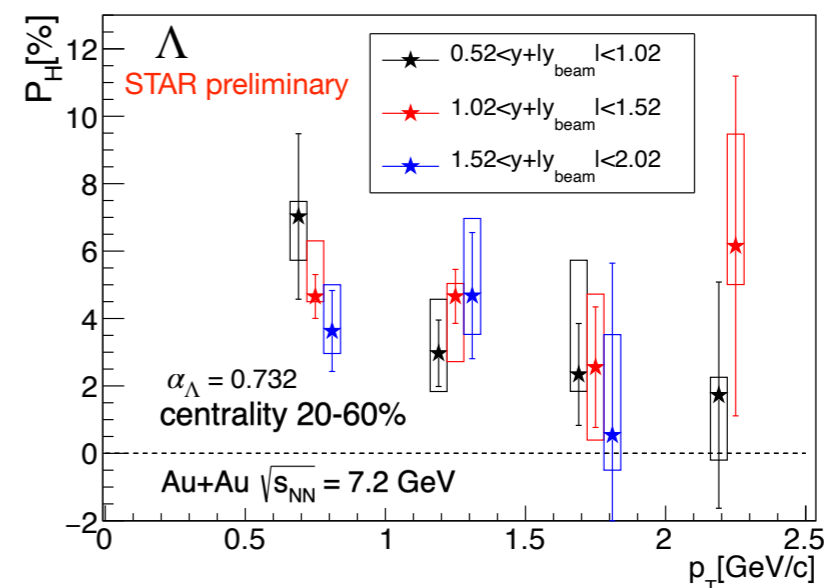 P_H[%]
12
10
8
6
4
2
0
−2
Λ
STAR preliminary
0.52<y+|y_beam|<1.02
1.02<y+|y_beam|<1.52
1.52<y+|y_beam|<2.02
α_Λ = 0.732
centrality 20-60%
Au+Au √s_NN = 7.2 GeV
0 0.5 1 1.5 2 2.5
p_T[GeV/c]